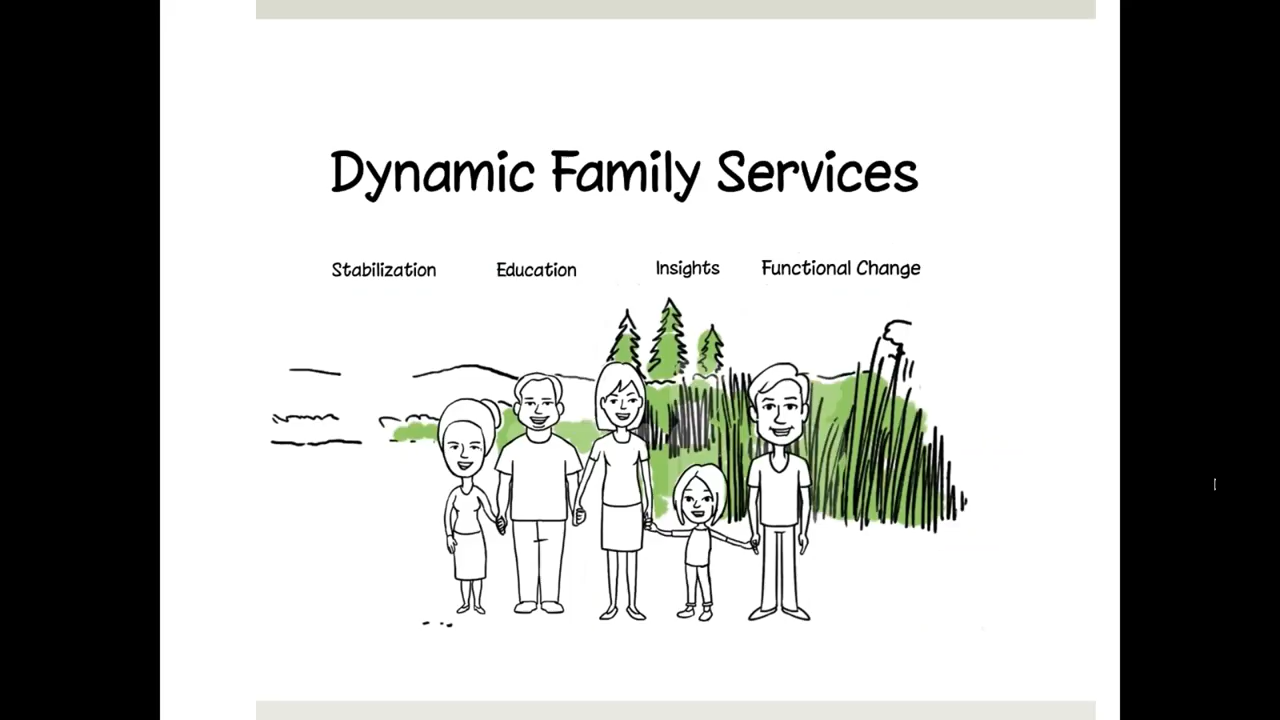 Dynamic Family Services
Stabilization Education Insights Functional Change